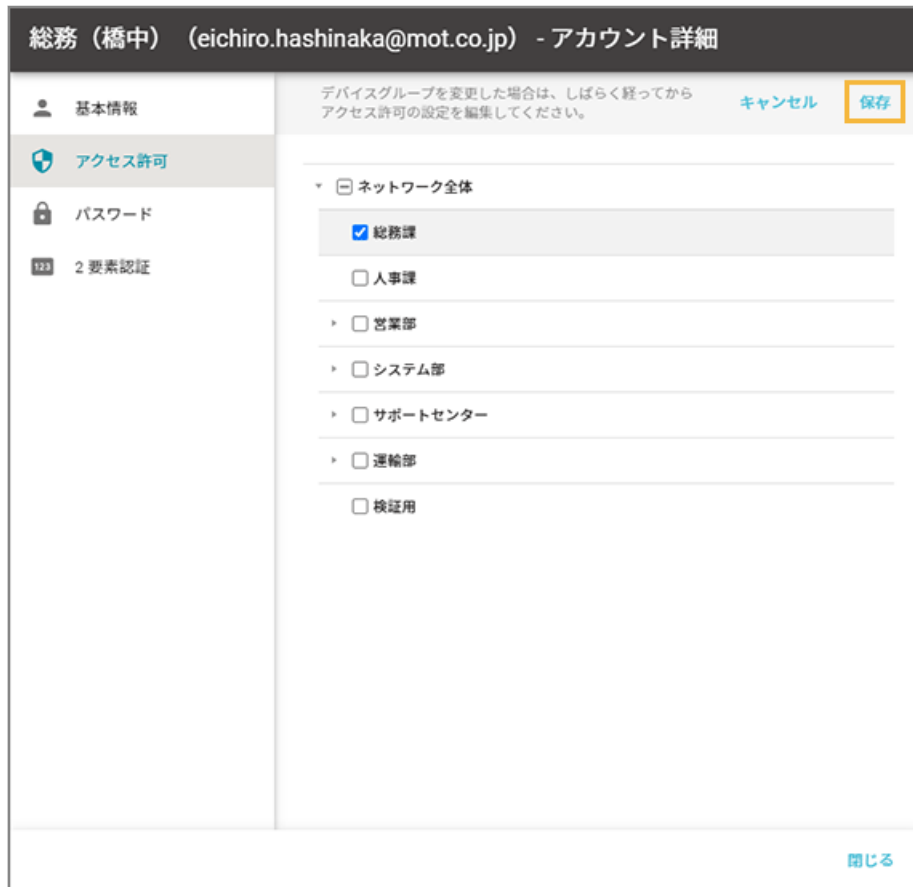 総務（橋中）（eichiro.hashinaka@mot.co.jp） - アカウント詳細
基本情報
アクセス許可
パスワード
123
2 要素認証
デバイスグループを変更した場合は、しばらく経ってから
アクセス許可の設定を編集してください。
キャンセル
保存
ネットワーク全体
総務課
人事課
営業部
システム部
サポートセンター
運輸部
検証用
閉じる